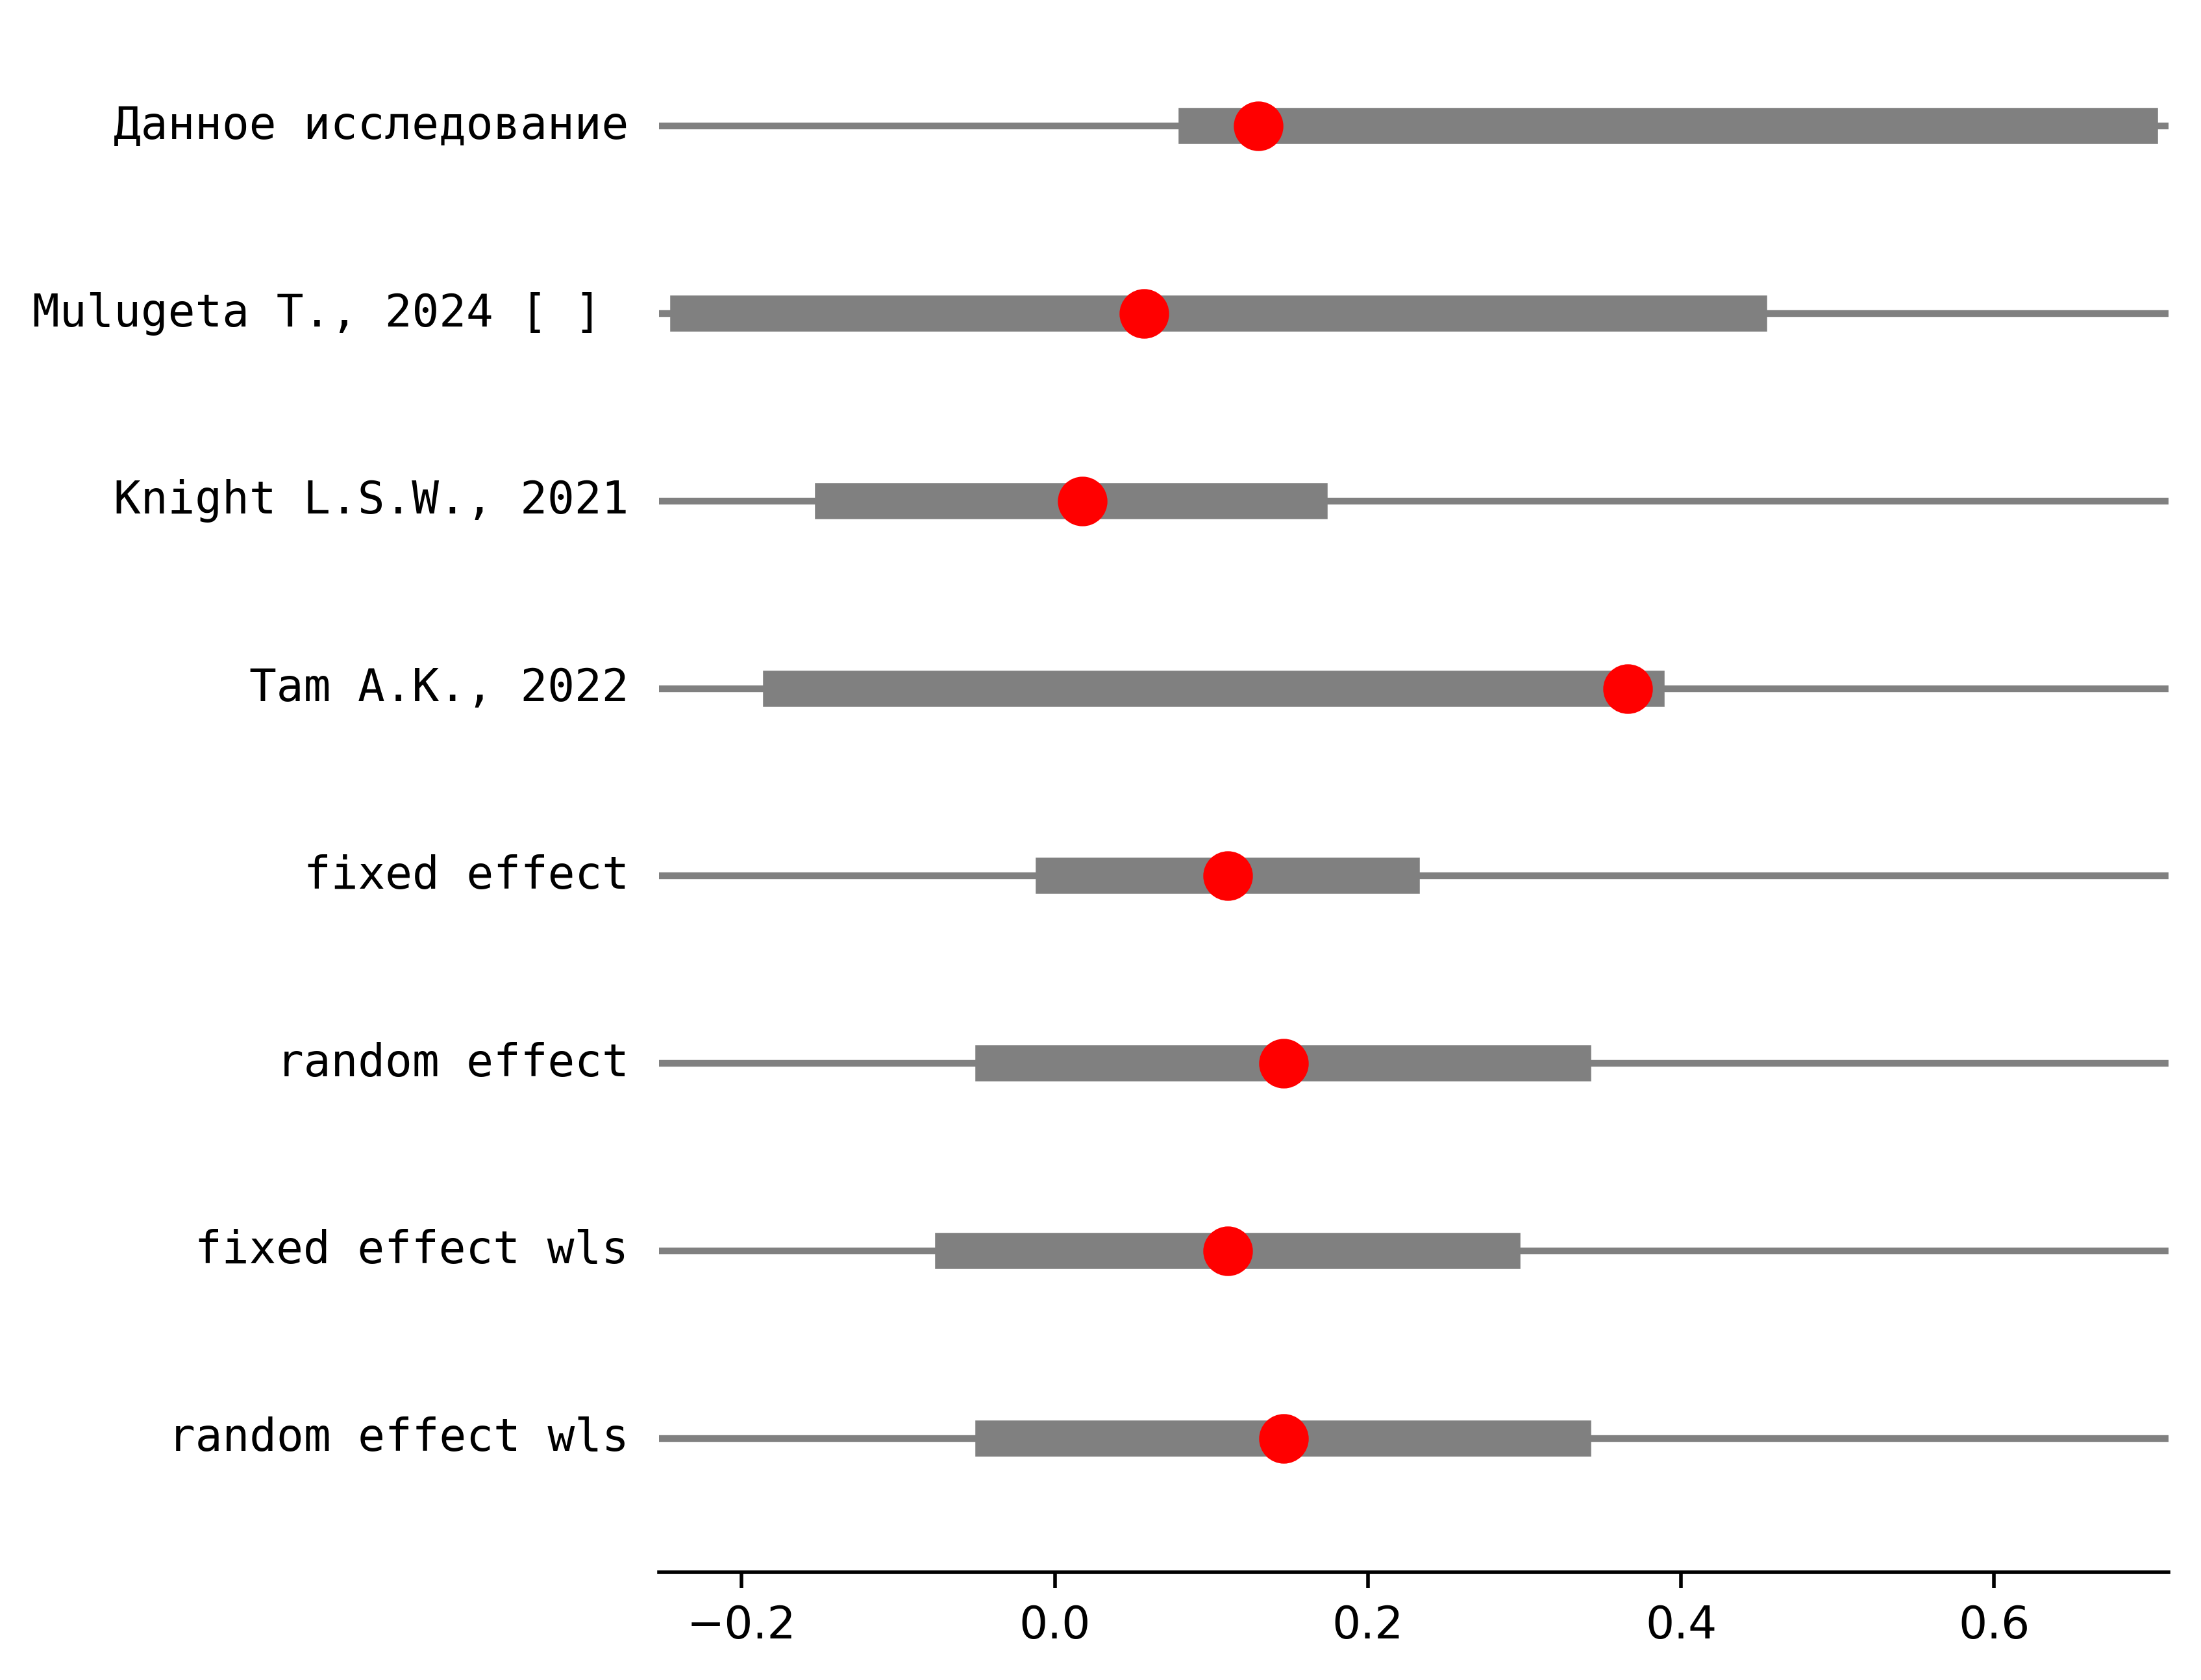 Данное исследование
Mulugeta T., 2024 [ ]
Knight L.S.W., 2021
Tam A.K., 2022
fixed effect
random effect
fixed effect wls
random effect wls
−0.2 0.0 0.2 0.4 0.6